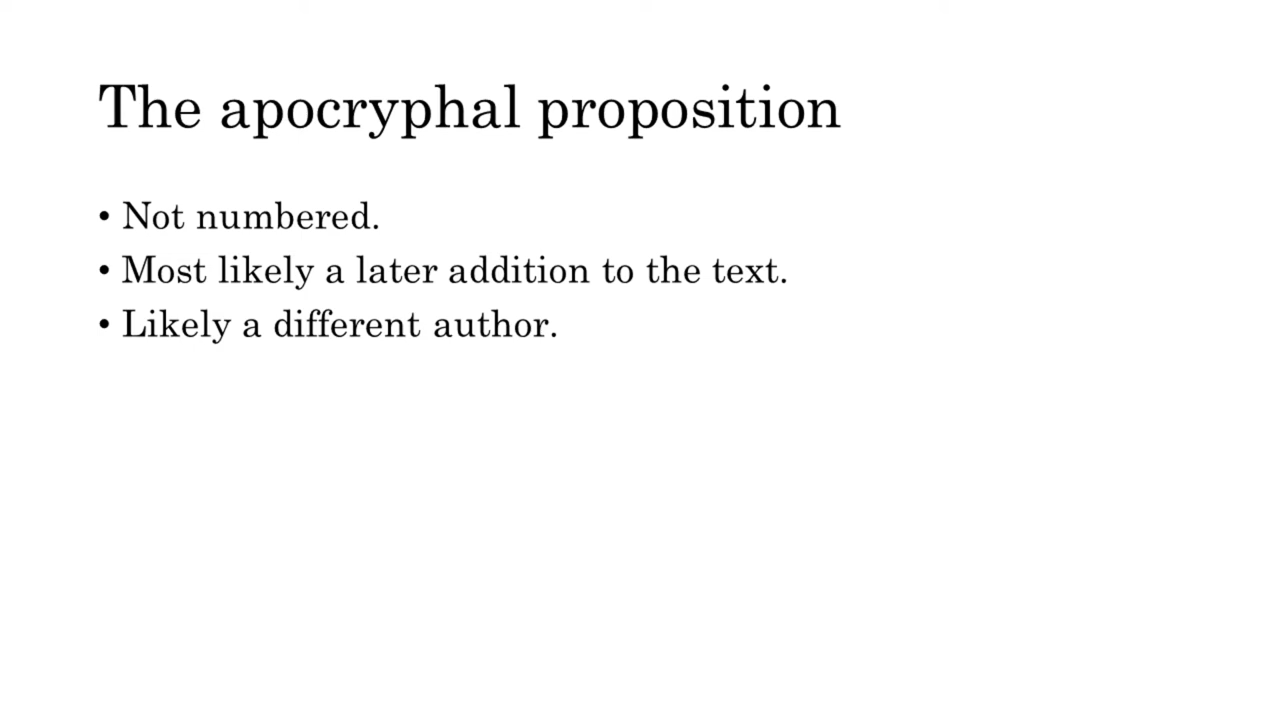 The apocryphal proposition
• Not numbered.
• Most likely a later addition to the text.
• Likely a different author.